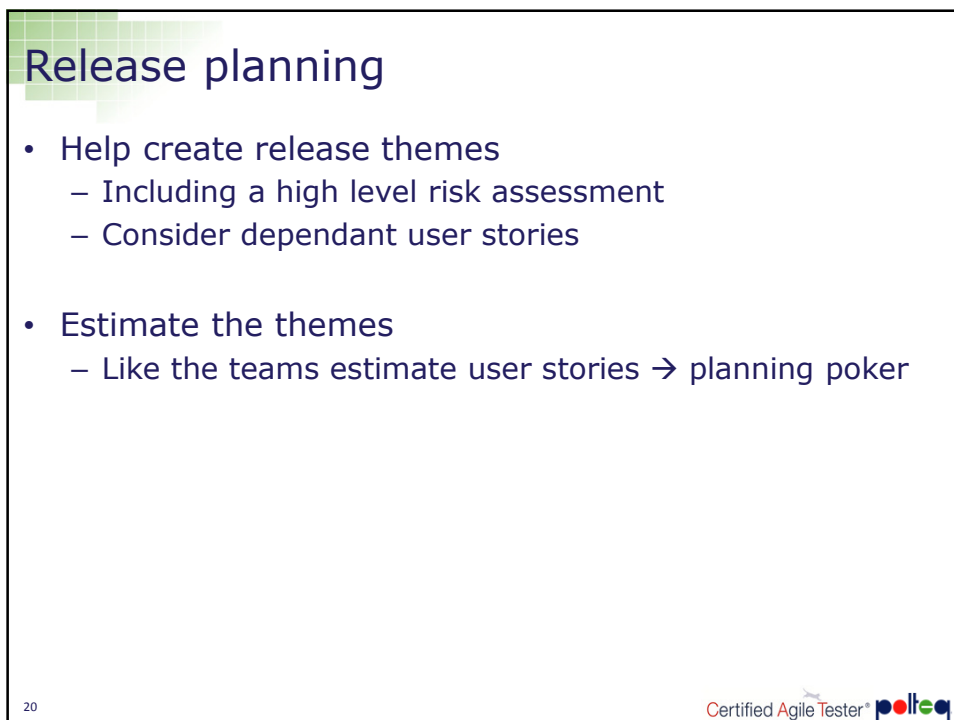 Release planning
• Help create release themes
– Including a high level risk assessment
– Consider dependant user stories
• Estimate the themes
– Like the teams estimate user stories → planning poker
20
Certified Agile Tester® polteq